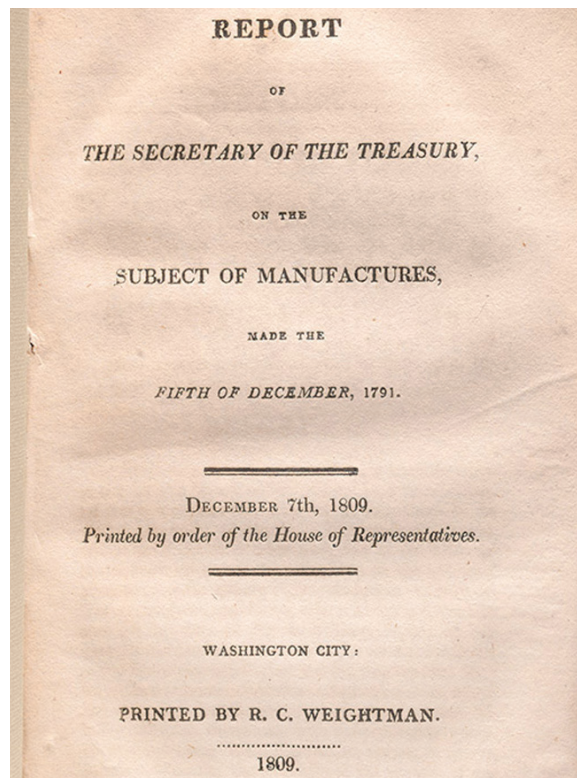 REPORT
OF
THE SECRETARY OF THE TREASURY,
ON THE
SUBJECT OF MANUFACTURES,
MADE THE
FIFTH OF DECEMBER, 1791.
DECEMBER 7th, 1809.
Printed by order of the House of Representatives.
WASHINGTON CITY:
PRINTED BY R. C. WEIGHTMAN.
1809.